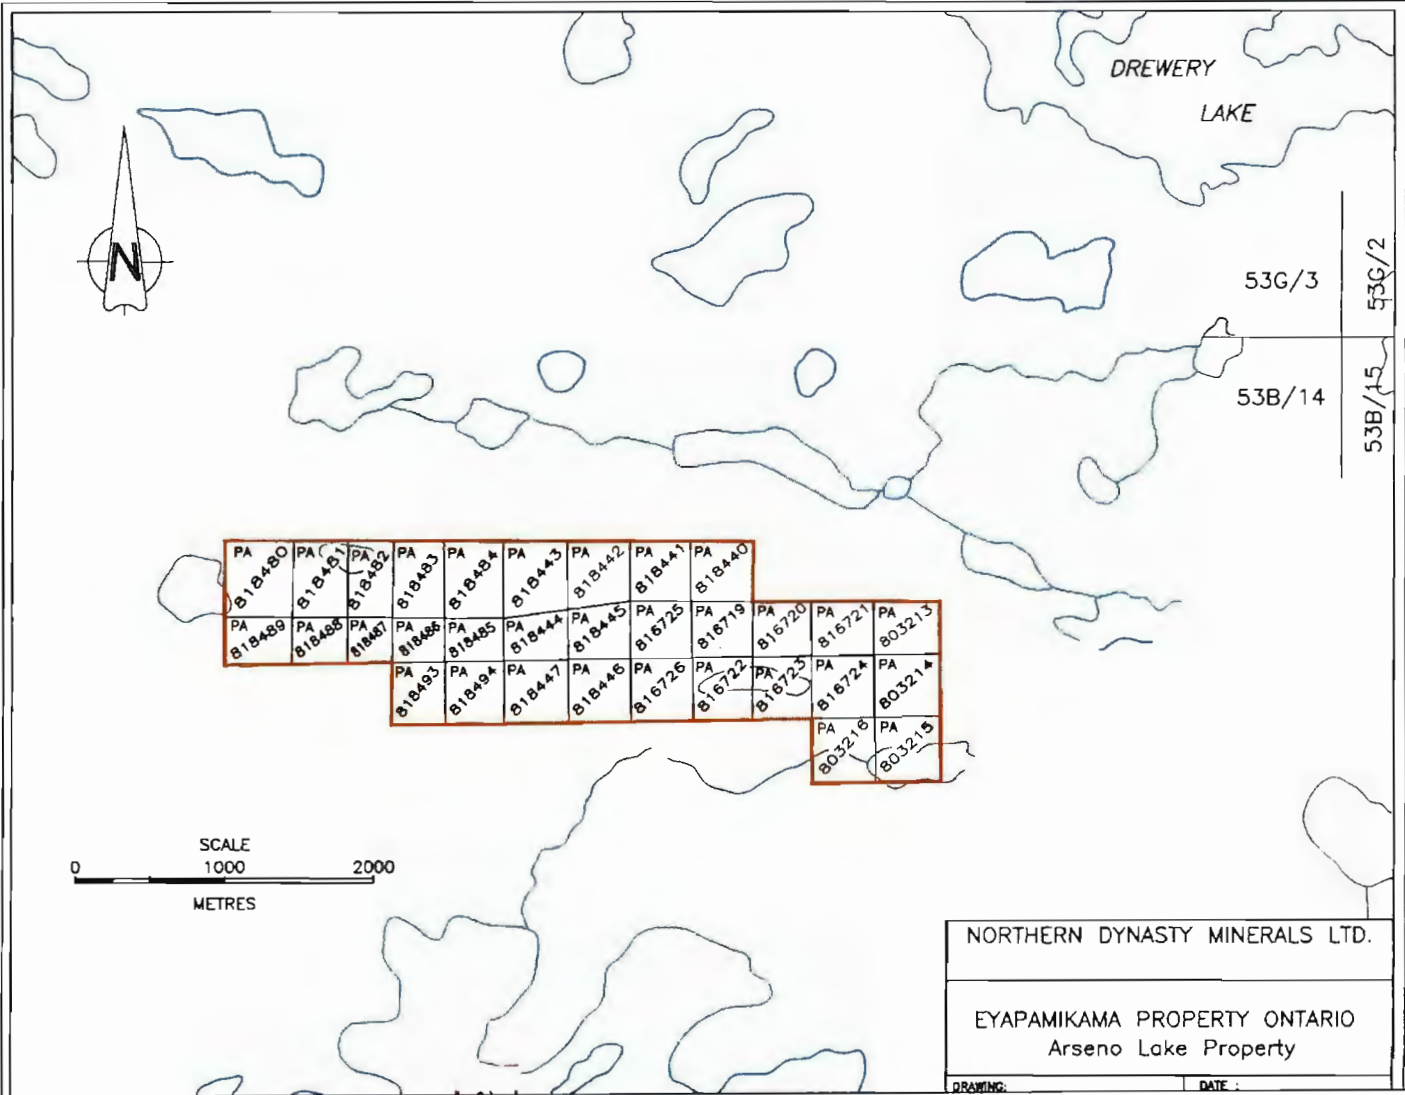 DREWERY
LAKE
N
53G/3
53G/2
53B/14
53B/15
PA 818480
PA 818481
PA 818482
PA 818483
PA 818484
PA 818443
PA 818442
PA 818441
PA 818440
PA 818489
PA 818488
PA 818487
PA 818486
PA 818485
PA 818444
PA 818445
PA 816725
PA 816719
PA 816720
PA 816721
PA 803213
PA 818493
PA 818494
PA 818447
PA 818446
PA 816726
PA 816722
PA 816723
PA 816724
PA 803214
PA 803216
PA 803215
SCALE
0 1000 2000
METRES
NORTHERN DYNASTY MINERALS LTD.
EYAPAMIKAMA PROPERTY ONTARIO
Arseno Lake Property
DRAWING: DATE :